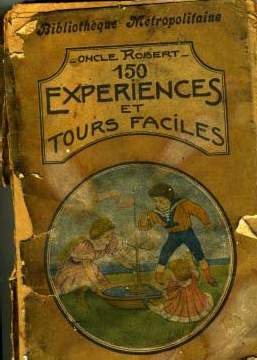 Bibliothèque Métropolitaine
ONCLE ROBERT
150
EXPERIENCES
ET
TOURS FACILES